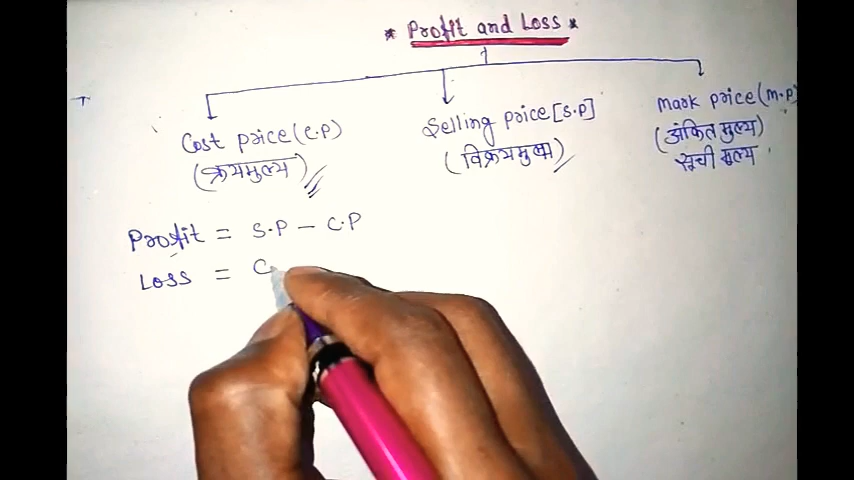 * Profit and Loss *
Cost price (C.P)
(क्रयमुल्य)
Selling price [S.P]
(विक्रयमुल्य)
Mark price (M.P)
(अंकित मुल्य)
सूची मूल्य
Profit = S.P - C.P
Loss = C